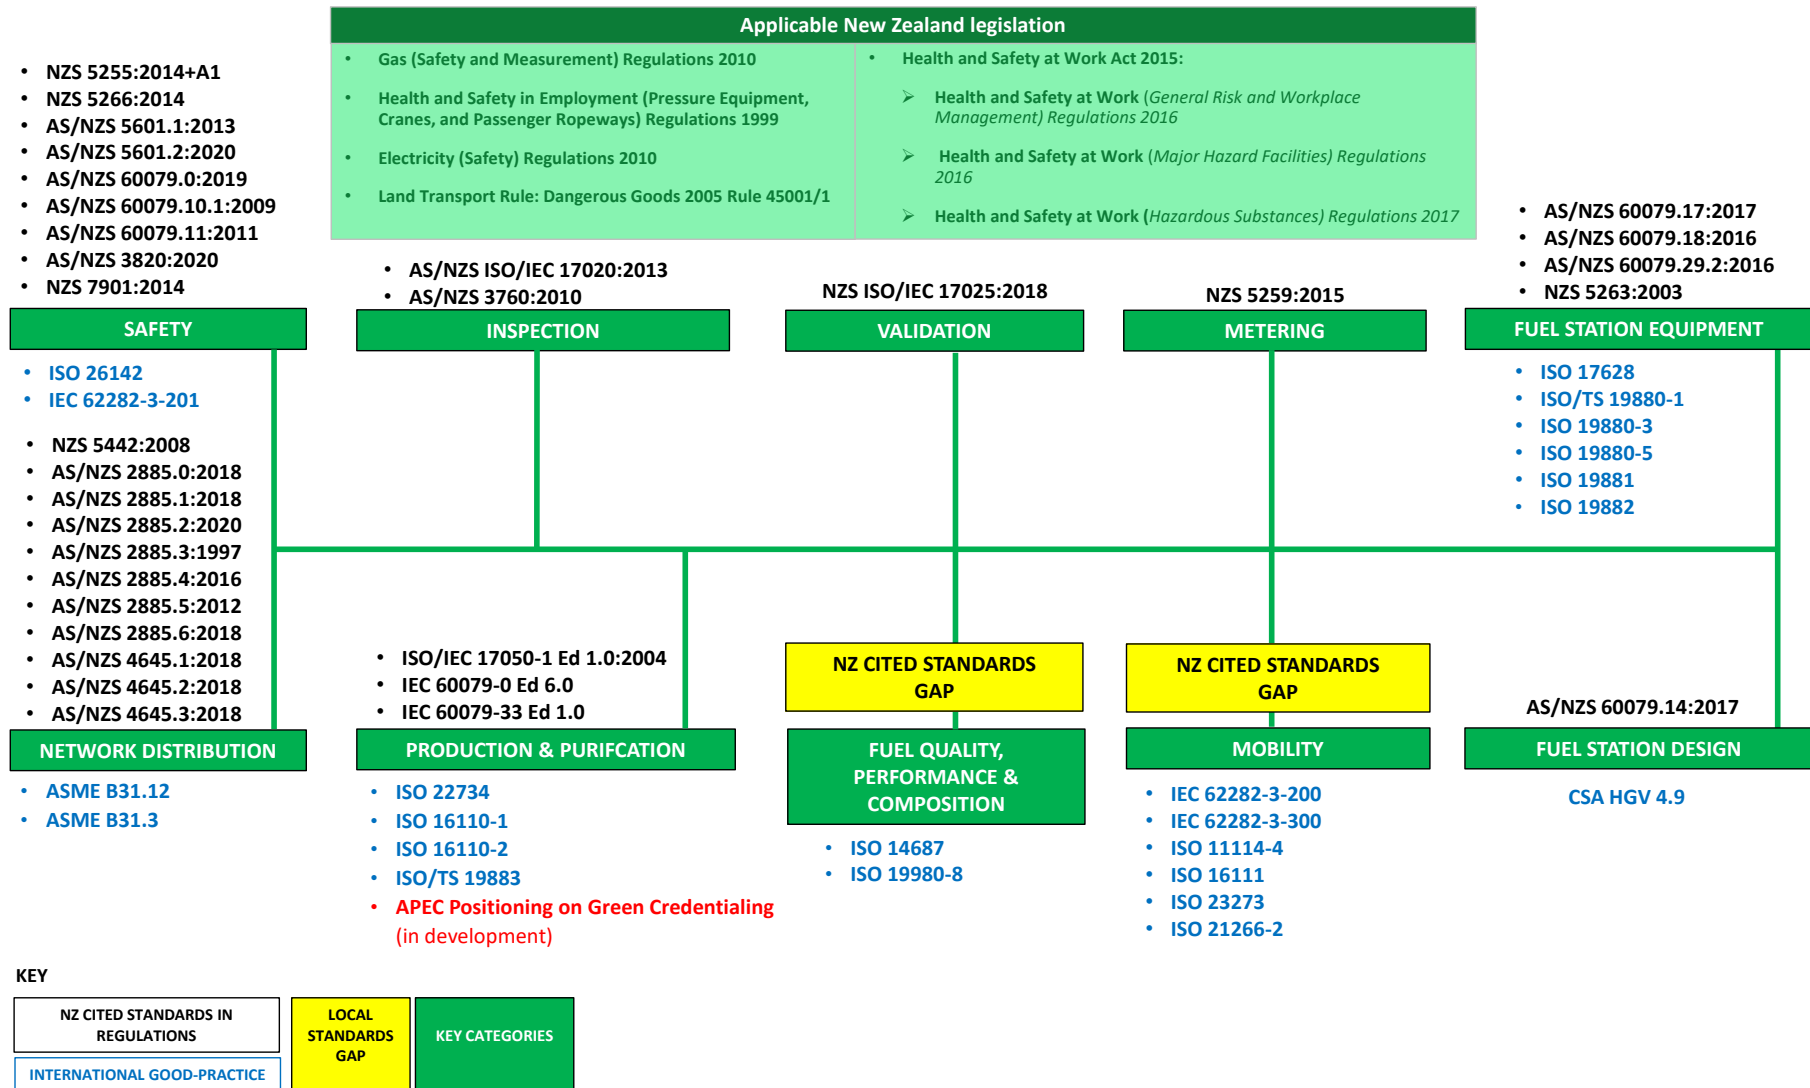 Applicable New Zealand legislation
• Gas (Safety and Measurement) Regulations 2010
• Health and Safety in Employment (Pressure Equipment,
Cranes, and Passenger Ropeways) Regulations 1999
• Electricity (Safety) Regulations 2010
• Land Transport Rule: Dangerous Goods 2005 Rule 45001/1
• Health and Safety at Work Act 2015:
➢ Health and Safety at Work (General Risk and Workplace
Management) Regulations 2016
➢ Health and Safety at Work (Major Hazard Facilities) Regulations
2016
➢ Health and Safety at Work (Hazardous Substances) Regulations 2017
• NZS 5255:2014+A1
• NZS 5266:2014
• AS/NZS 5601.1:2013
• AS/NZS 5601.2:2020
• AS/NZS 60079.0:2019
• AS/NZS 60079.10.1:2009
• AS/NZS 60079.11:2011
• AS/NZS 3820:2020
• NZS 7901:2014
SAFETY
• ISO 26142
• IEC 62282-3-201
• AS/NZS ISO/IEC 17020:2013
• AS/NZS 3760:2010
INSPECTION
NZS ISO/IEC 17025:2018
VALIDATION
NZS 5259:2015
METERING
• AS/NZS 60079.17:2017
• AS/NZS 60079.18:2016
• AS/NZS 60079.29.2:2016
• NZS 5263:2003
FUEL STATION EQUIPMENT
• ISO 17628
• ISO/TS 19880-1
• ISO 19880-3
• ISO 19880-5
• ISO 19881
• ISO 19882
• NZS 5442:2008
• AS/NZS 2885.0:2018
• AS/NZS 2885.1:2018
• AS/NZS 2885.2:2020
• AS/NZS 2885.3:1997
• AS/NZS 2885.4:2016
• AS/NZS 2885.5:2012
• AS/NZS 2885.6:2018
• AS/NZS 4645.1:2018
• AS/NZS 4645.2:2018
• AS/NZS 4645.3:2018
NETWORK DISTRIBUTION
• ASME B31.12
• ASME B31.3
• ISO/IEC 17050-1 Ed 1.0:2004
• IEC 60079-0 Ed 6.0
• IEC 60079-33 Ed 1.0
PRODUCTION & PURIFCATION
• ISO 22734
• ISO 16110-1
• ISO 16110-2
• ISO/TS 19883
• APEC Positioning on Green Credentialing
(in development)
NZ CITED STANDARDS
GAP
FUEL QUALITY,
PERFORMANCE &
COMPOSITION
• ISO 14687
• ISO 19980-8
NZ CITED STANDARDS
GAP
MOBILITY
• IEC 62282-3-200
• IEC 62282-3-300
• ISO 11114-4
• ISO 16111
• ISO 23273
• ISO 21266-2
AS/NZS 60079.14:2017
FUEL STATION DESIGN
CSA HGV 4.9
KEY
NZ CITED STANDARDS IN
REGULATIONS
INTERNATIONAL GOOD-PRACTICE
LOCAL
STANDARDS
GAP
KEY CATEGORIES